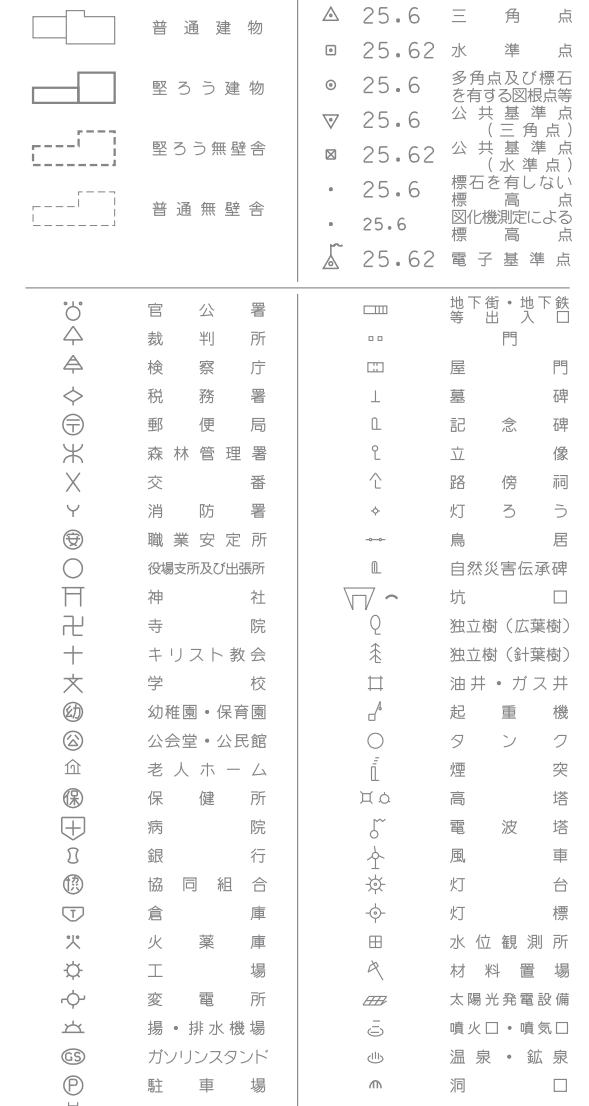 普通建物
堅ろう建物
堅ろう無壁舎
普通無壁舎
25.6 三角点
25.62 水準点
25.6 多角点及び標石
を有する図根点等
25.6 公共基準点
(三角点)
25.62 公共基準点
(水準点)
25.6 標石を有しない
標高点
25.6 図化機測定による
標高点
25.62 電子基準点
官公署
裁判所
検察庁
税務署
〒 郵便局
森林管理署
交番
消防署
安 職業安定所
役場支所及び出張所
神社
卍 寺院
キリスト教会
文 学校
幼 幼稚園・保育園
公 公会堂・公民館
老人ホーム
保 保健所
病院
銀行
協 協同組合
T 倉庫
火薬庫
工場
変電所
揚・排水機場
GS ガソリンスタンド
P 駐車場
地下街・地下鉄
等出入口
門
屋門
墓碑
記念碑
立像
路傍祠
灯ろう
鳥居
自然災害伝承碑
坑口
独立樹(広葉樹)
独立樹(針葉樹)
油井・ガス井
起重機
タンク
煙突
高塔
電波塔
風車
灯台
灯標
水位観測所
材料置場
太陽光発電設備
噴火口・噴気口
温泉・鉱泉
洞口